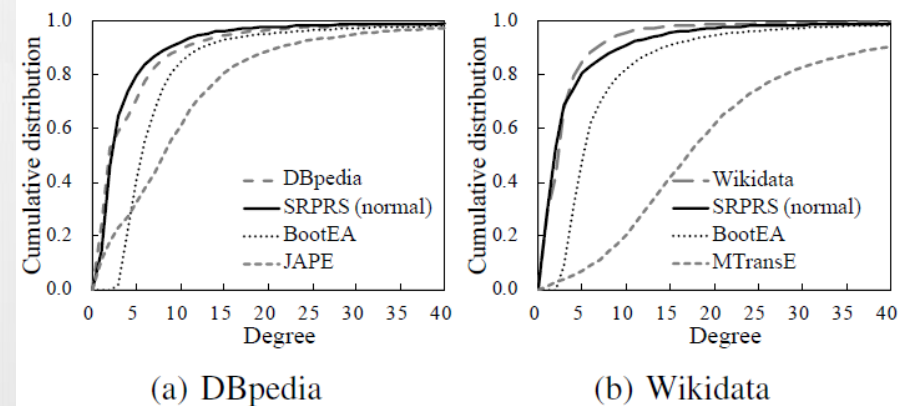 Cumulative distribution
1.0
0.8
0.6
0.4
0.2
0.0
DBpedia
SRPRS (normal)
BootEA
JAPE
0 5 10 15 20 25 30 35 40
Degree
(a) DBpedia
Cumulative distribution
1.0
0.8
0.6
0.4
0.2
0.0
Wikidata
SRPRS (normal)
BootEA
MTransE
0 5 10 15 20 25 30 35 40
Degree
(b) Wikidata